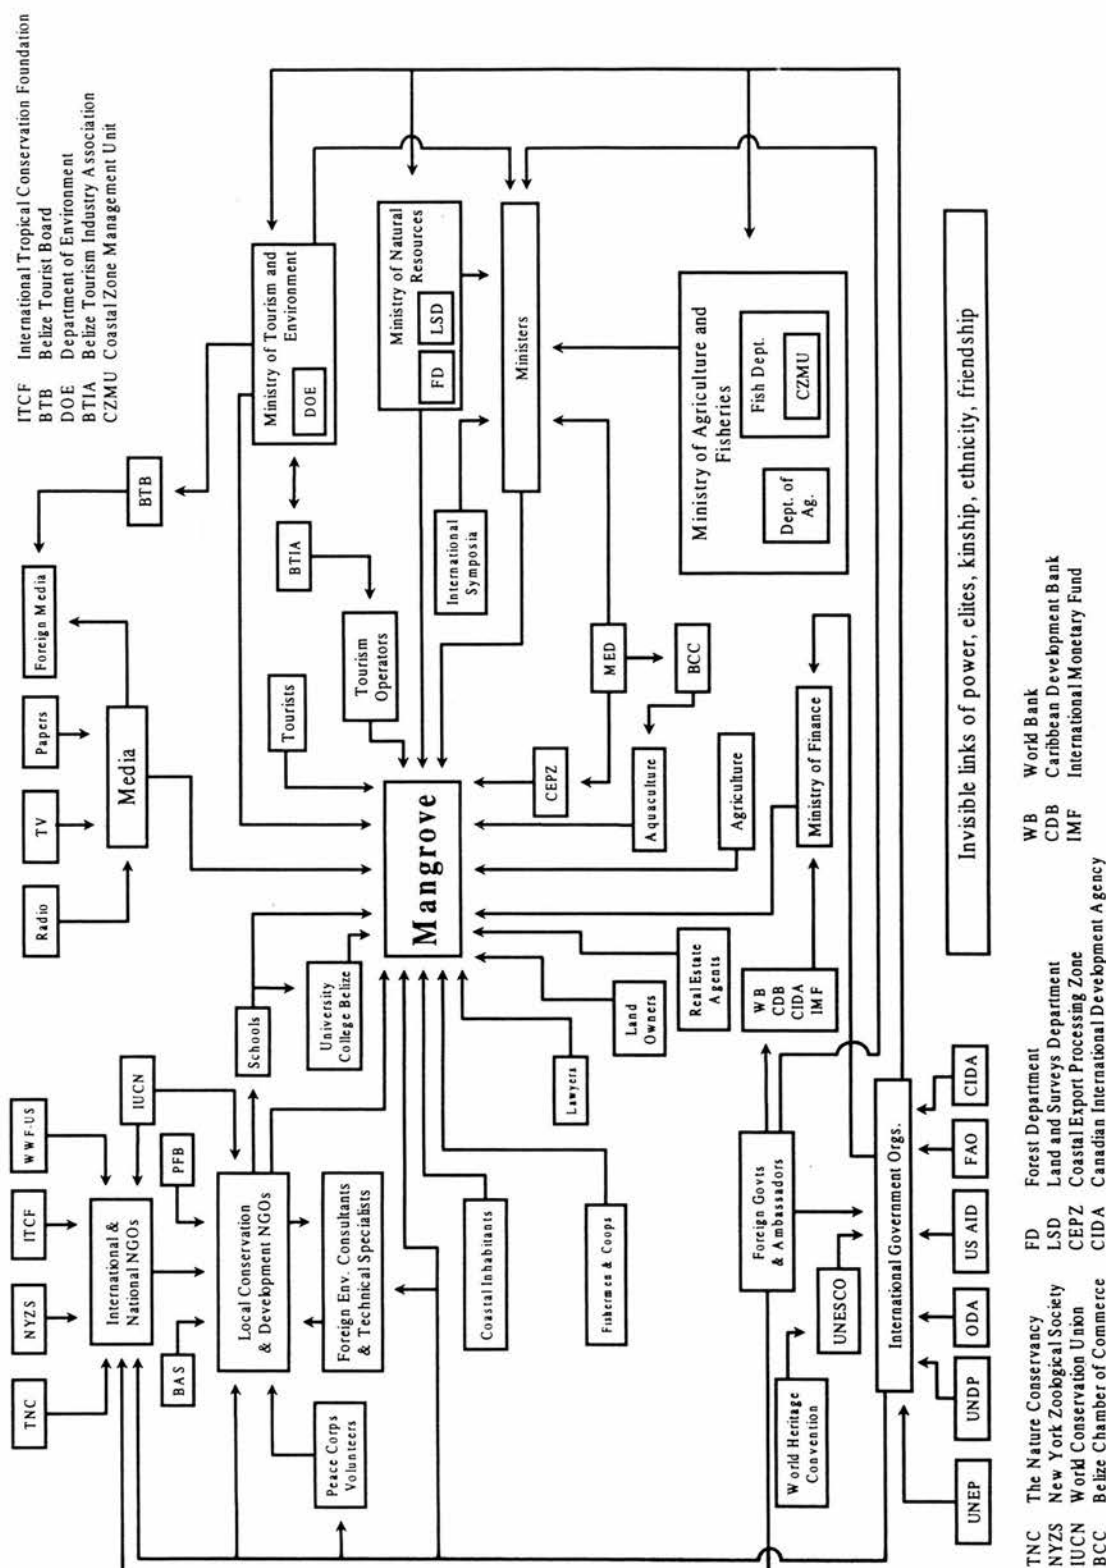 TNC
NYZS
ITCF
WWF-US
IUCN
International &
National NGOs
BAS
PFB
Local Conservation
& Development NGOs
Peace Corps
Volunteers
Foreign Env. Consultants
& Technical Specialists
Schools
University
College Belize
Radio
TV
Papers
Foreign Media
Media
BTB
Tourists
Tourism
Operators
BTIA
Ministry of Tourism and
Environment
DOE
Mangrove
Ministry of Natural
Resources
FD
LSD
International
Symposia
Ministers
Coastal Inhabitants
Fishermen & Coops
Lawyers
Land
Owners
Real Estate
Agents
CEPZ
MED
BCC
Aquaculture
Agriculture
Ministry of Finance
WB
CDB
CIDA
IMF
Ministry of Agriculture and
Fisheries
Dept. of
Ag.
Fish Dept.
CZMU
Foreign Govts
& Ambassadors
World Heritage
Convention
UNESCO
International Government Orgs.
UNEP
UNDP
ODA
US AID
FAO
CIDA
Invisible links of power, elites, kinship, ethnicity, friendship
ITCF International Tropical Conservation Foundation
BTB Belize Tourist Board
DOE Department of Environment
BTIA Belize Tourism Industry Association
CZMU Coastal Zone Management Unit
TNC The Nature Conservancy
NYZS New York Zoological Society
IUCN World Conservation Union
BCC Belize Chamber of Commerce
FD Forest Department
LSD Land and Surveys Department
CEPZ Coastal Export Processing Zone
CIDA Canadian International Development Agency
WB World Bank
CDB Caribbean Development Bank
IMF International Monetary Fund